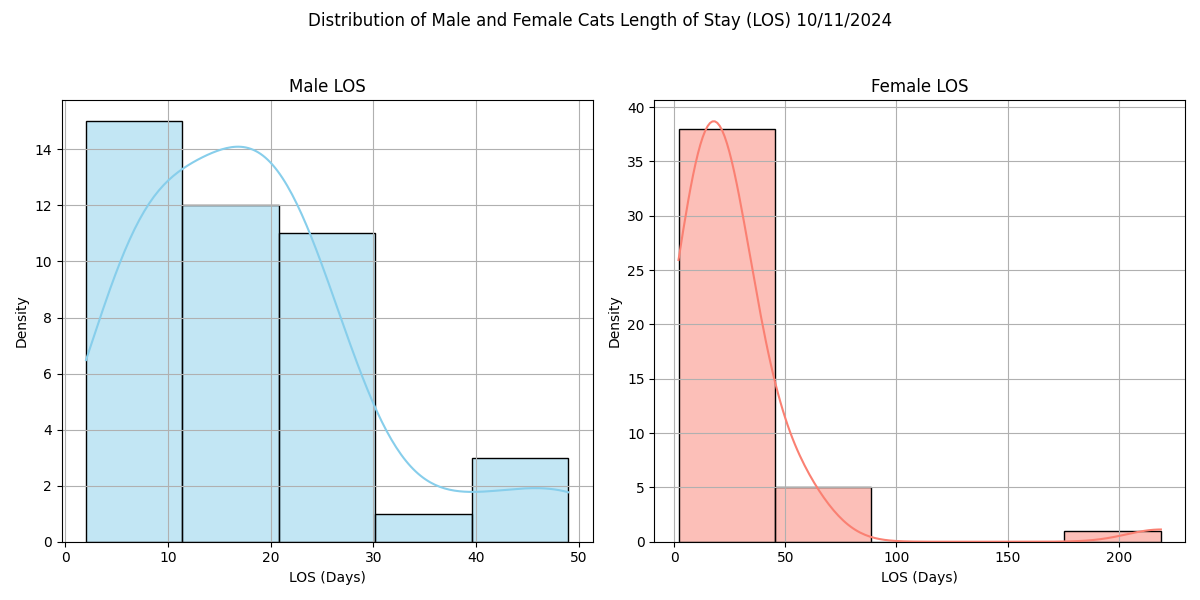 Distribution of Male and Female Cats Length of Stay (LOS) 10/11/2024
Male LOS
Density
14
12
10
8
6
4
2
0
0 10 20 30 40 50
LOS (Days)
Female LOS
Density
40
35
30
25
20
15
10
5
0
0 50 100 150 200
LOS (Days)